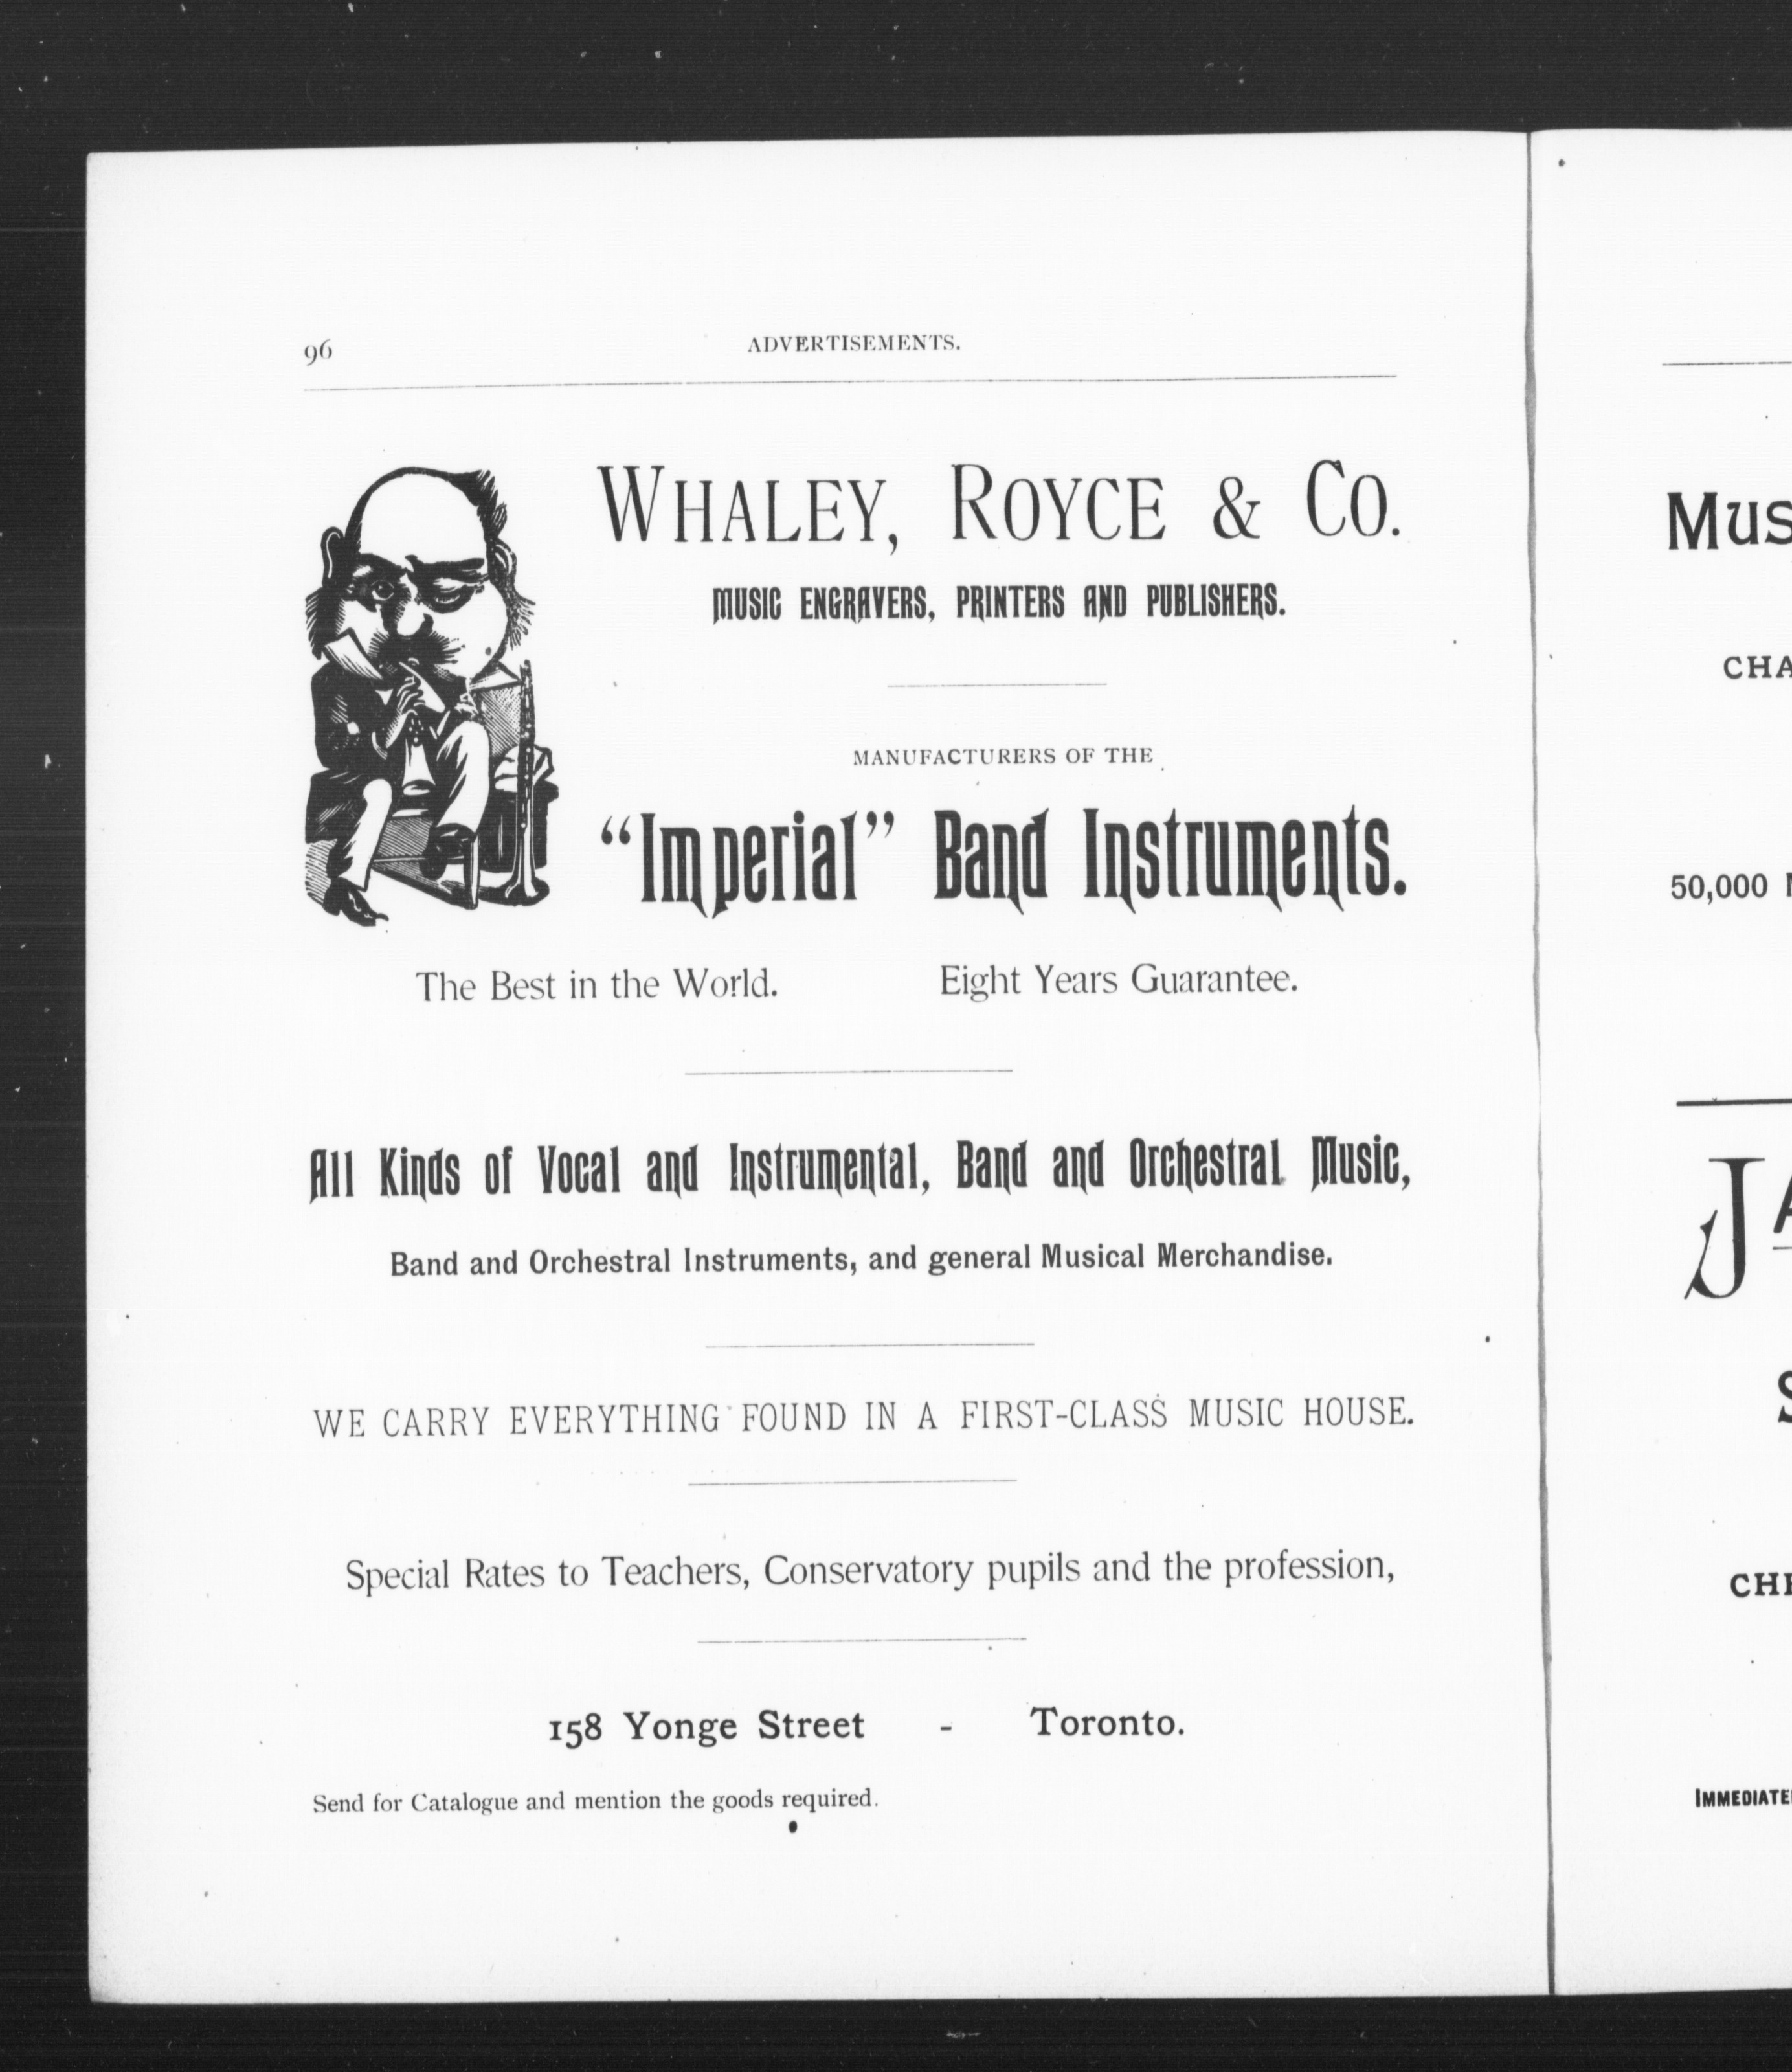 96
ADVERTISEMENTS.
WHALEY, ROYCE & CO.
MUSIC ENGRAVERS, PRINTERS AND PUBLISHERS.
MANUFACTURERS OF THE
“Imperial” Band Instruments.
The Best in the World. Eight Years Guarantee.
All Kinds of Vocal and Instrumental, Band and Orchestral Music,
Band and Orchestral Instruments, and general Musical Merchandise.
WE CARRY EVERYTHING FOUND IN A FIRST-CLASS MUSIC HOUSE.
Special Rates to Teachers, Conservatory pupils and the profession,
158 Yonge Street - Toronto.
Send for Catalogue and mention the goods required.
50,000